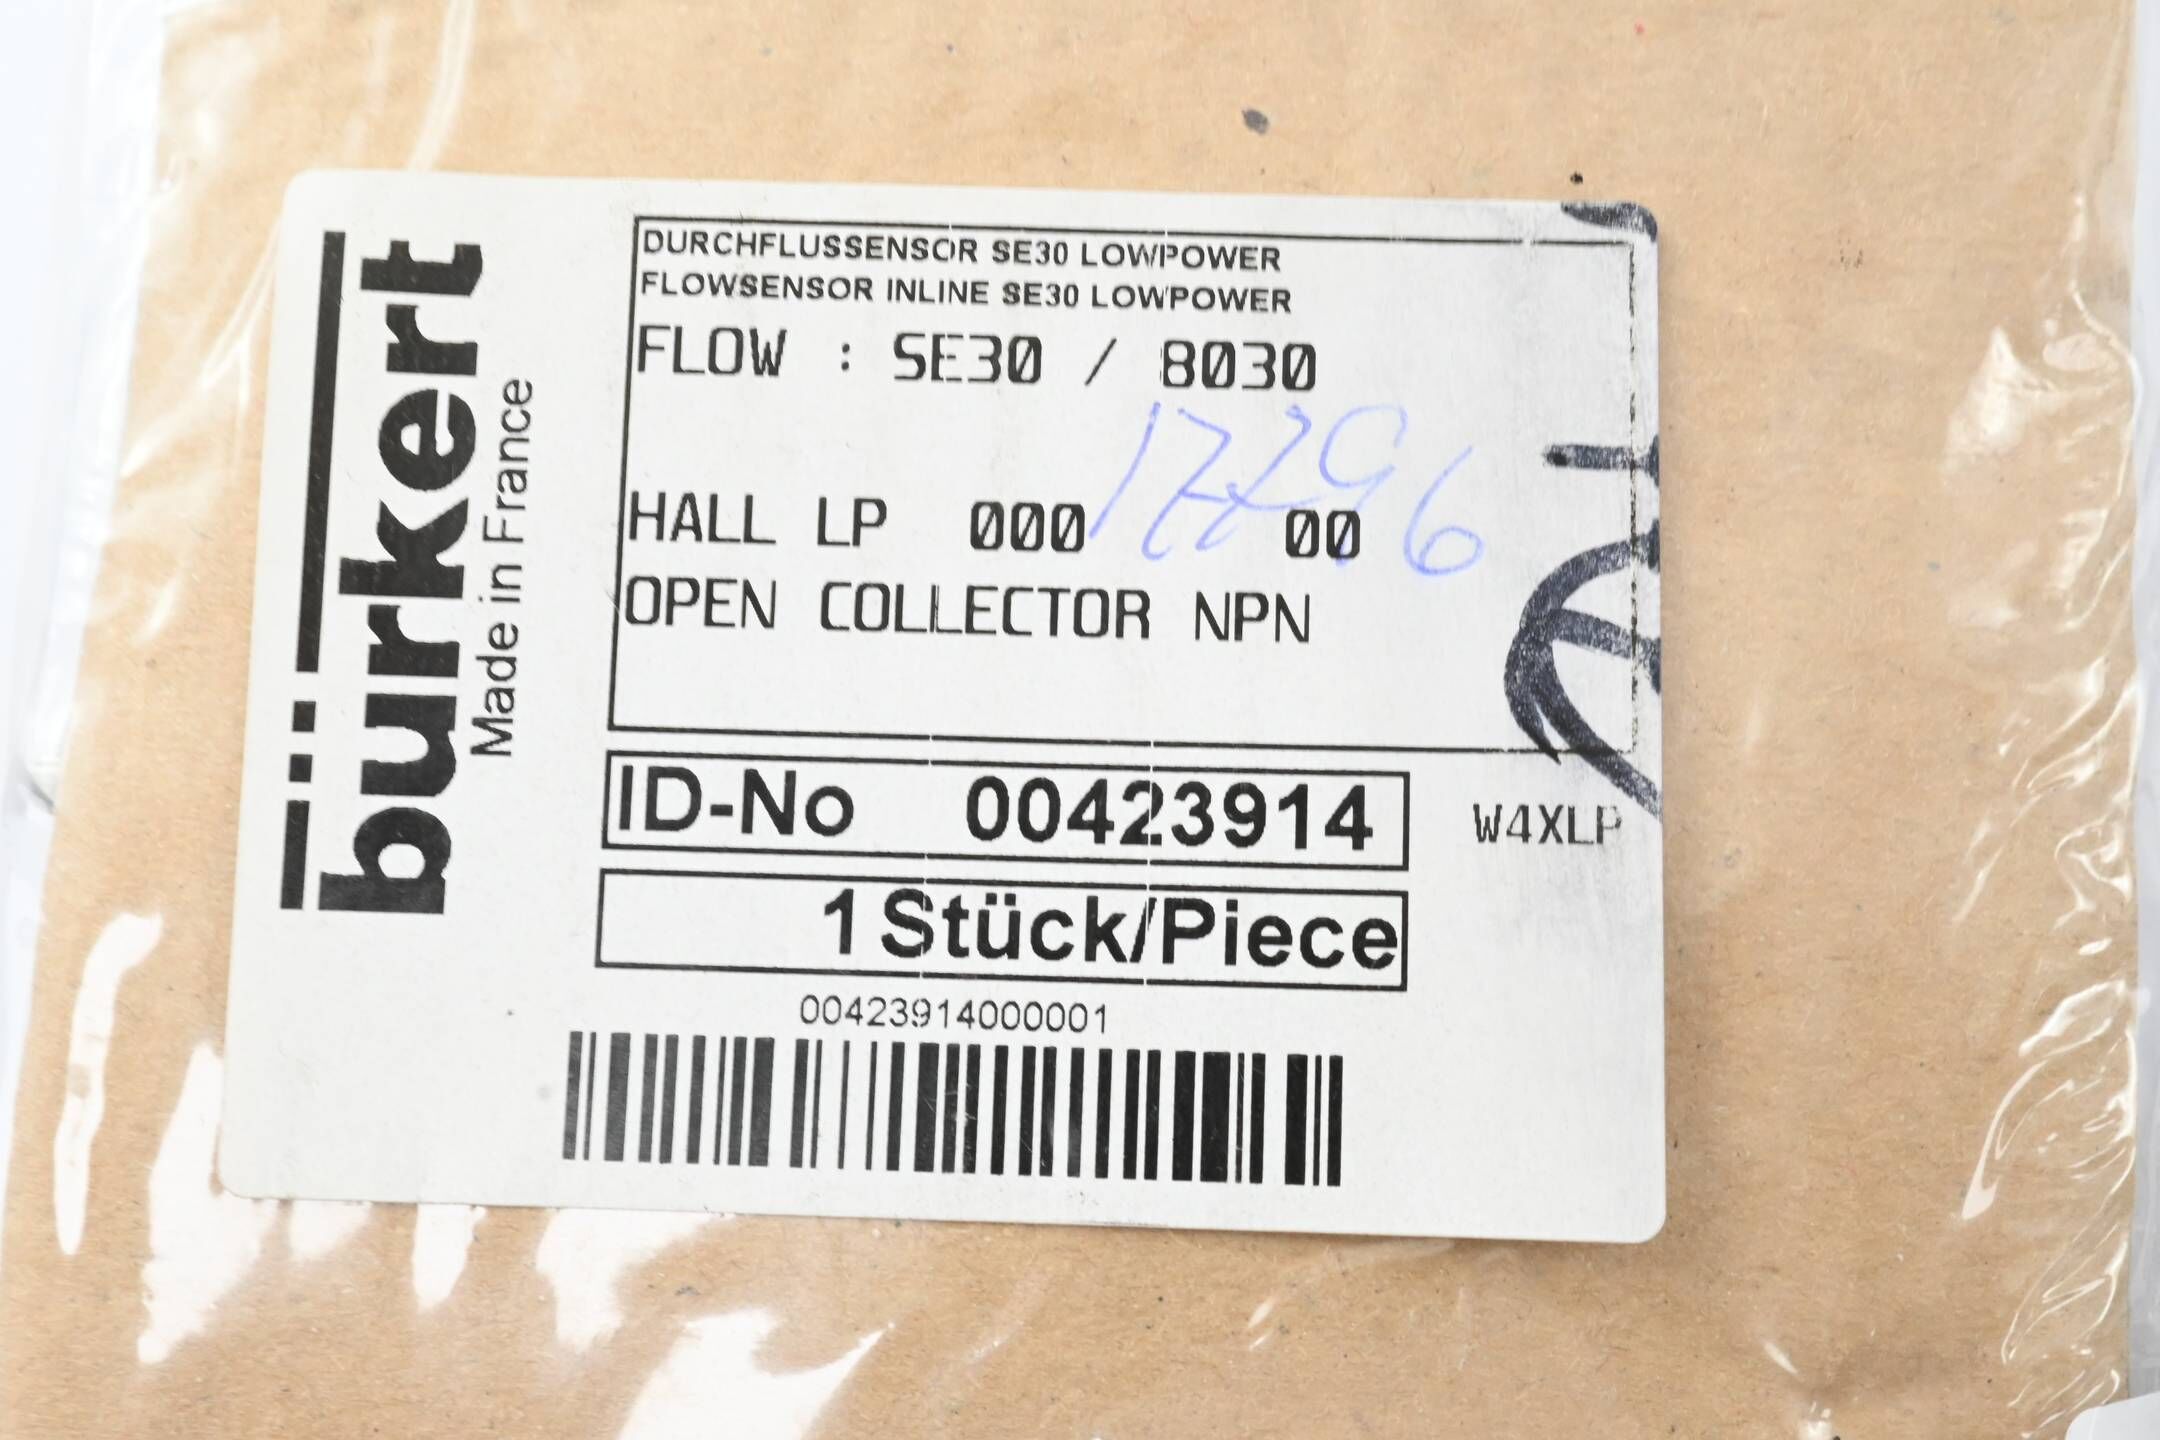 bürkert
Made in France
DURCHFLUSSENSOR SE30 LOWPOWER
FLOWSENSOR INLINE SE30 LOWPOWER
FLOW : SE30 / 8030
17796
HALL LP 000 00
OPEN COLLECTOR NPN
ID-No 00423914
W4XLP
1 Stück/Piece
00423914000001